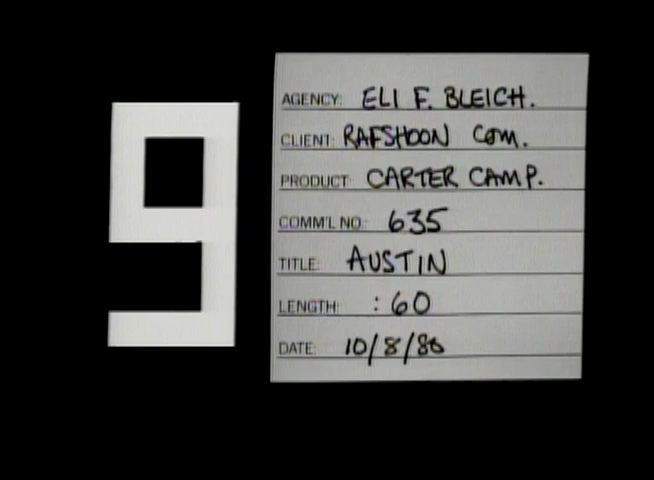 9
AGENCY: ELI F. BLEICH.
CLIENT: RAFSHOON Com.
PRODUCT: CARTER CAMP.
COMM'L NO.: 635
TITLE: AUSTIN
LENGTH: :60
DATE: 10/8/80